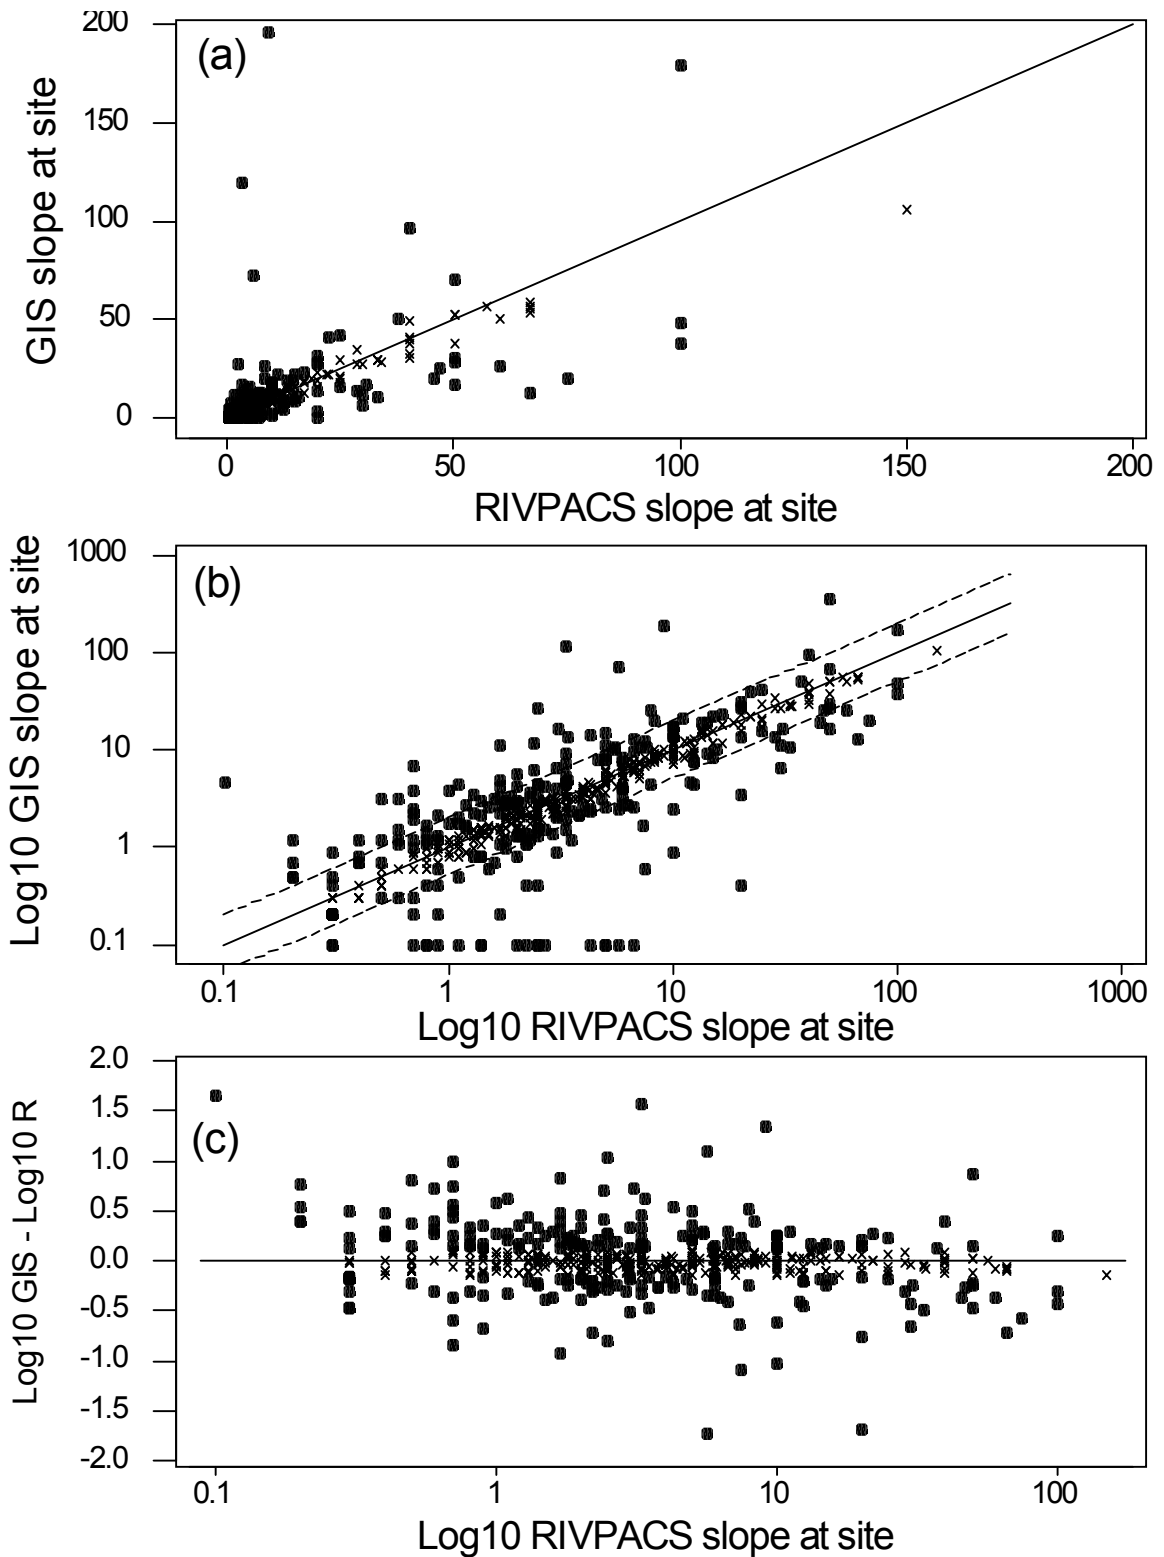 (a)
GIS slope at site
200
150
100
50
0
0 50 100 150 200
RIVPACS slope at site
(b)
Log10 GIS slope at site
1000
100
10
1
0.1
0.1 1 10 100 1000
Log10 RIVPACS slope at site
(c)
Log10 GIS - Log10 R
2.0
1.5
1.0
0.5
0.0
-0.5
-1.0
-1.5
-2.0
0.1 1 10 100
Log10 RIVPACS slope at site